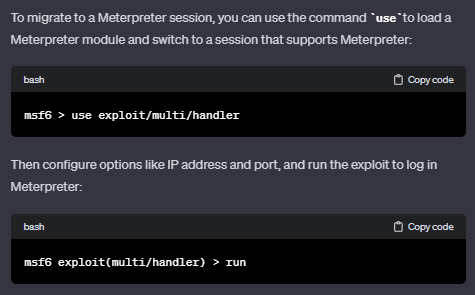 To migrate to a Meterpreter session, you can use the command `use`to load a
Meterpreter module and switch to a session that supports Meterpreter:
bash Copy code
msf6 > use exploit/multi/handler
Then configure options like IP address and port, and run the exploit to log in
Meterpreter:
bash Copy code
msf6 exploit(multi/handler) > run